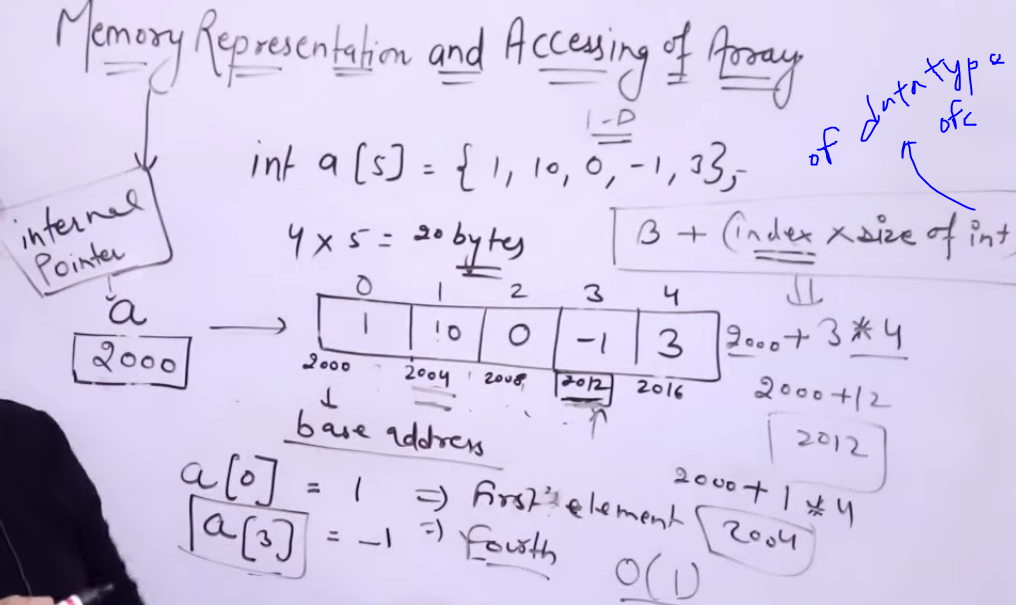 Memory Representation and Accessing of Array
1-D
of datatype
ofc
int a[5] = {1, 10, 0, -1, 3};
internal
Pointer
4 x 5 = 20 bytes
B + (index x size of int)
a
2000
0 1 2 3 4
1 10 0 -1 3
2000 2004 2008 2012 2016
base address
2000 + 3 * 4
2000 + 12
2012
a[0] = 1 => first element
a[3] = -1 => fourth
2000 + 1 * 4
2004
O(1)